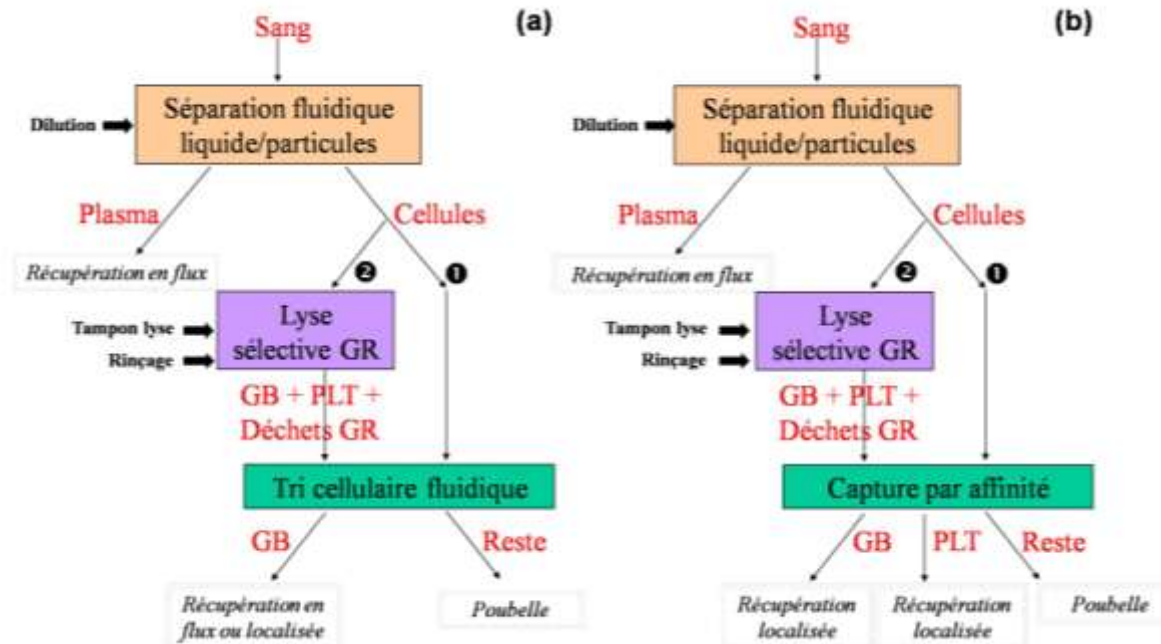 (a)
Sang
Dilution
Séparation fluidique
liquide/particules
Plasma
Cellules
Récupération en flux
❷
❶
Tampon lyse
Rinçage
Lyse
sélective GR
GB + PLT +
Déchets GR
Tri cellulaire fluidique
GB
Reste
Récupération en
flux ou localisée
Poubelle
(b)
Sang
Dilution
Séparation fluidique
liquide/particules
Plasma
Cellules
Récupération en flux
❷
❶
Tampon lyse
Rinçage
Lyse
sélective GR
GB + PLT +
Déchets GR
Capture par affinité
GB
PLT
Reste
Récupération
localisée
Récupération
localisée
Poubelle